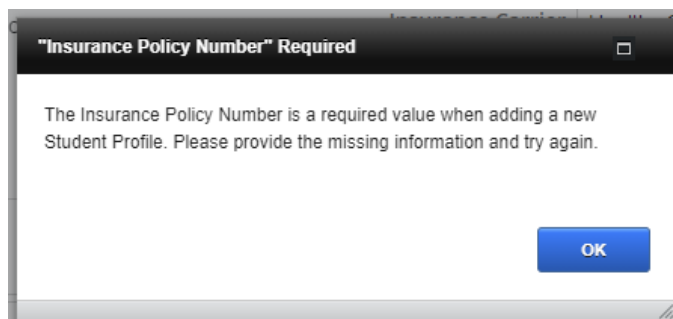 "Insurance Policy Number" Required
The Insurance Policy Number is a required value when adding a new
Student Profile. Please provide the missing information and try again.
OK